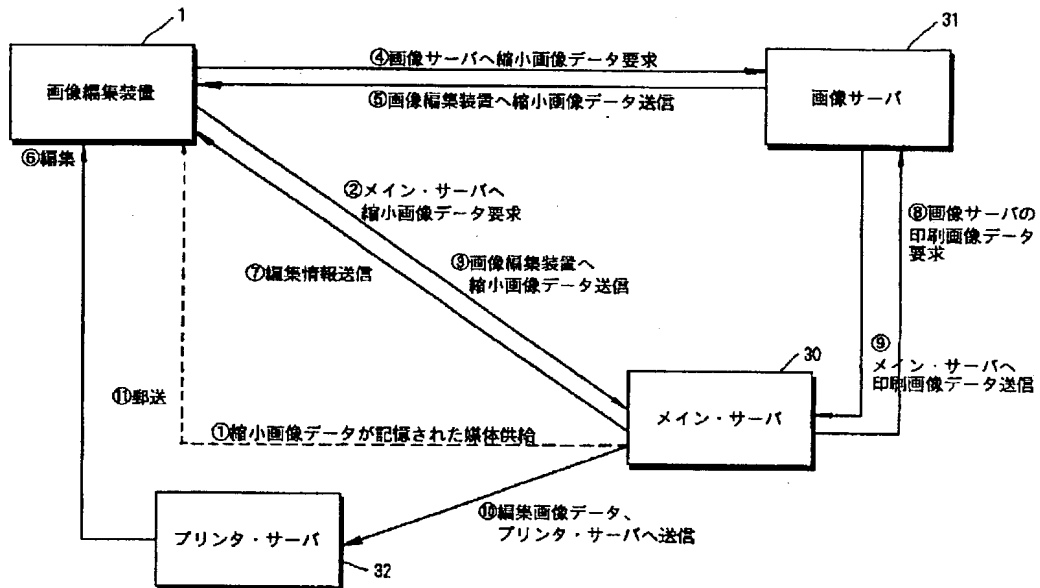 1
31
画像編集装置
④画像サーバへ縮小画像データ要求
⑤画像編集装置へ縮小画像データ送信
画像サーバ
⑥編集
②メイン・サーバへ
縮小画像データ要求
⑧画像サーバの
印刷画像データ
要求
③画像編集装置へ
縮小画像データ送信
⑦編集情報送信
30
⑨
メイン・サーバへ
印刷画像データ送信
⑪郵送
メイン・サーバ
①縮小画像データが記憶された媒体供給
⑩編集画像データ、
プリンタ・サーバへ送信
プリンタ・サーバ
32